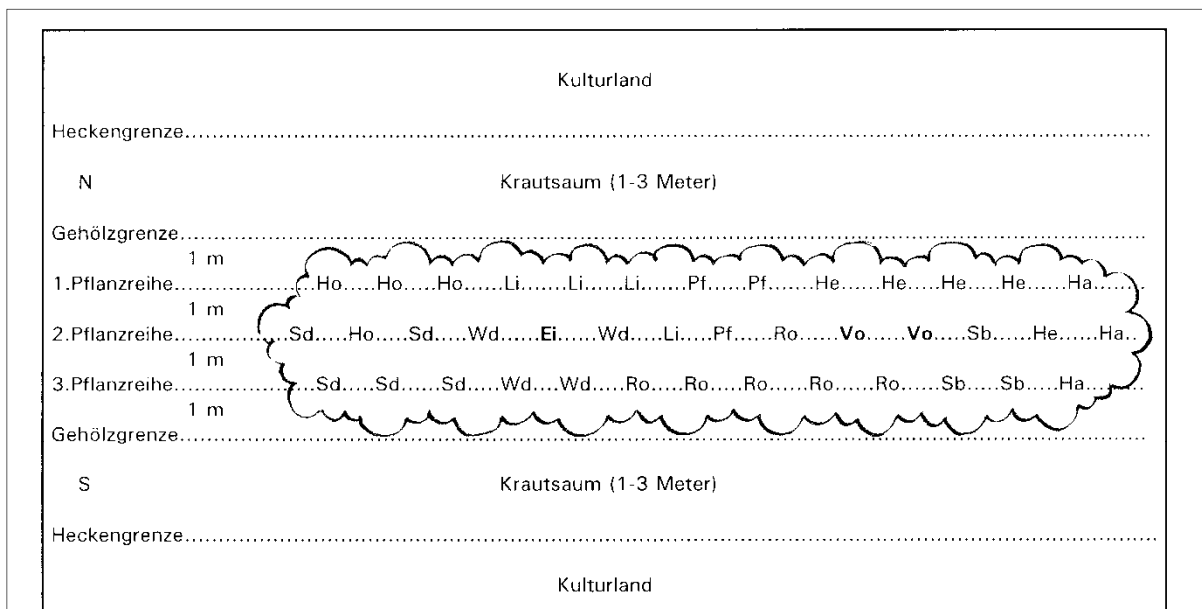 Kulturland
Heckengrenze
N Krautsaum (1-3 Meter)
Gehölzgrenze
1 m
1.Pflanzreihe Ho Ho Ho Li Li Li Pf Pf He He He He Ha
1 m
2.Pflanzreihe Sd Ho Sd Wd Ei Wd Li Pf Ro Vo Vo Sb He Ha
1 m
3.Pflanzreihe Sd Sd Sd Wd Wd Ro Ro Ro Ro Ro Sb Sb Ha
1 m
Gehölzgrenze
S Krautsaum (1-3 Meter)
Heckengrenze
Kulturland